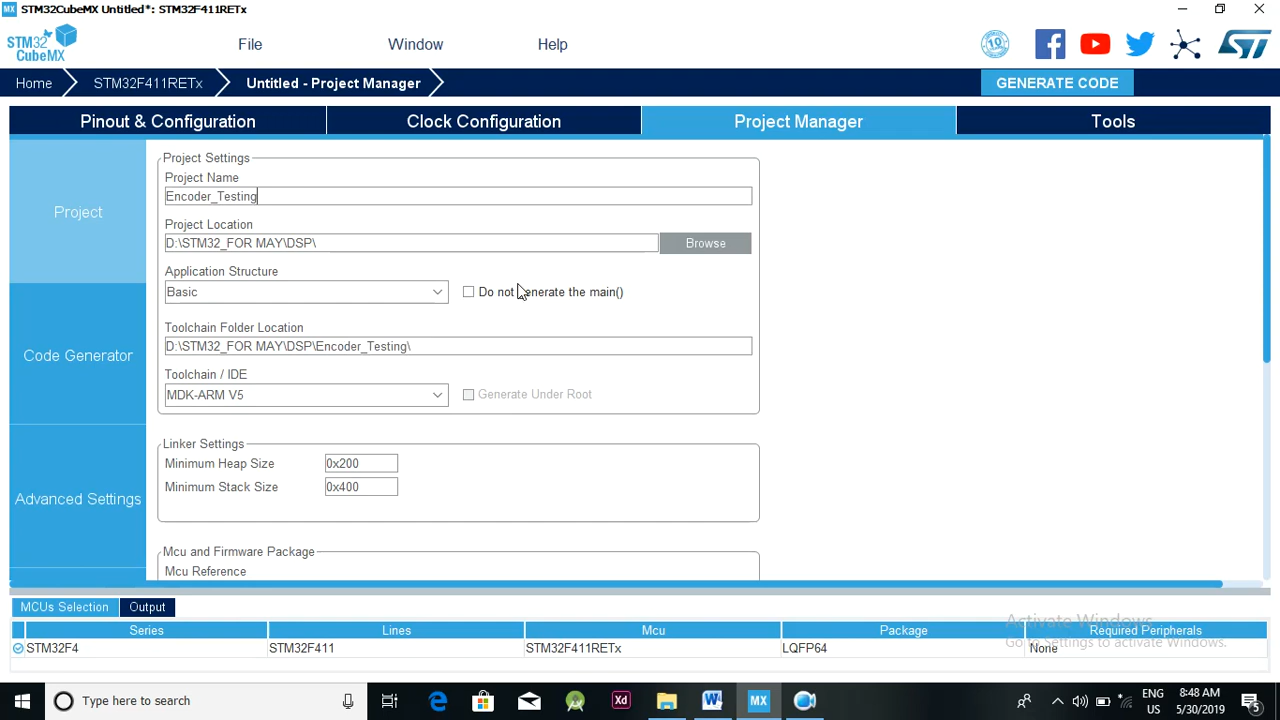 MX STM32CubeMX Untitled*: STM32F411RETx
STM32 CubeMX
File Window Help
10
Home STM32F411RETx Untitled - Project Manager GENERATE CODE
Pinout & Configuration Clock Configuration Project Manager Tools
Project
Code Generator
Advanced Settings
Project Settings
Project Name
Encoder_Testing
Project Location
D:\STM32_FOR MAY\DSP\ Browse
Application Structure
Basic Do not generate the main()
Toolchain Folder Location
D:\STM32_FOR MAY\DSP\Encoder_Testing\
Toolchain / IDE
MDK-ARM V5 Generate Under Root
Linker Settings
Minimum Heap Size 0x200
Minimum Stack Size 0x400
Mcu and Firmware Package
Mcu Reference
MCUs Selection Output
Activate Windows
Go to Settings to activate Windows.
Series Lines Mcu Package Required Peripherals
STM32F4 STM32F411 STM32F411RETx LQFP64 None
Type here to search
Xd
MX
ENG
US
8:48 AM
5/30/2019
5